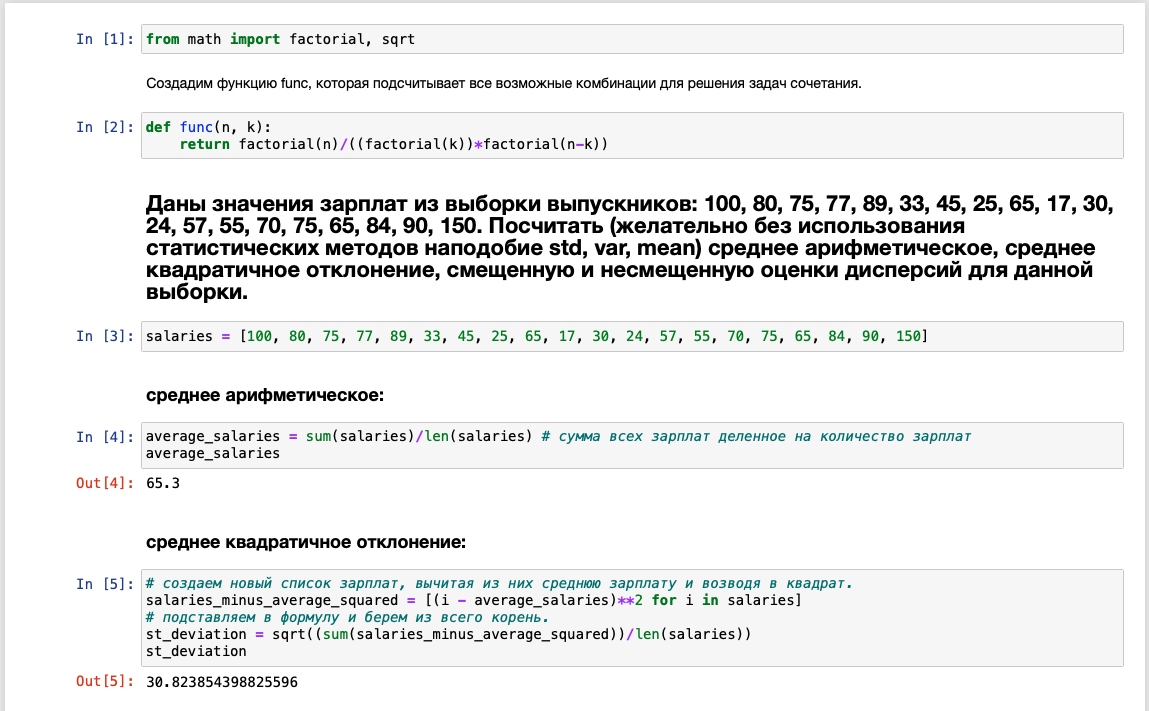 In [1]: from math import factorial, sqrt
Создадим функцию func, которая подсчитывает все возможные комбинации для решения задач сочетания.
In [2]: def func(n, k):
    return factorial(n)/((factorial(k))*factorial(n-k))
Даны значения зарплат из выборки выпускников: 100, 80, 75, 77, 89, 33, 45, 25, 65, 17, 30,
24, 57, 55, 70, 75, 65, 84, 90, 150. Посчитать (желательно без использования
статистических методов наподобие std, var, mean) среднее арифметическое, среднее
квадратичное отклонение, смещенную и несмещенную оценки дисперсий для данной
выборки.
In [3]: salaries = [100, 80, 75, 77, 89, 33, 45, 25, 65, 17, 30, 24, 57, 55, 70, 75, 65, 84, 90, 150]
среднее арифметическое:
In [4]: average_salaries = sum(salaries)/len(salaries) # сумма всех зарплат деленное на количество зарплат
average_salaries
Out[4]: 65.3
среднее квадратичное отклонение:
In [5]: # создаем новый список зарплат, вычитая из них среднюю зарплату и возводя в квадрат.
salaries_minus_average_squared = [(i - average_salaries)**2 for i in salaries]
# подставляем в формулу и берем из всего корень.
st_deviation = sqrt((sum(salaries_minus_average_squared))/len(salaries))
st_deviation
Out[5]: 30.823854398825596